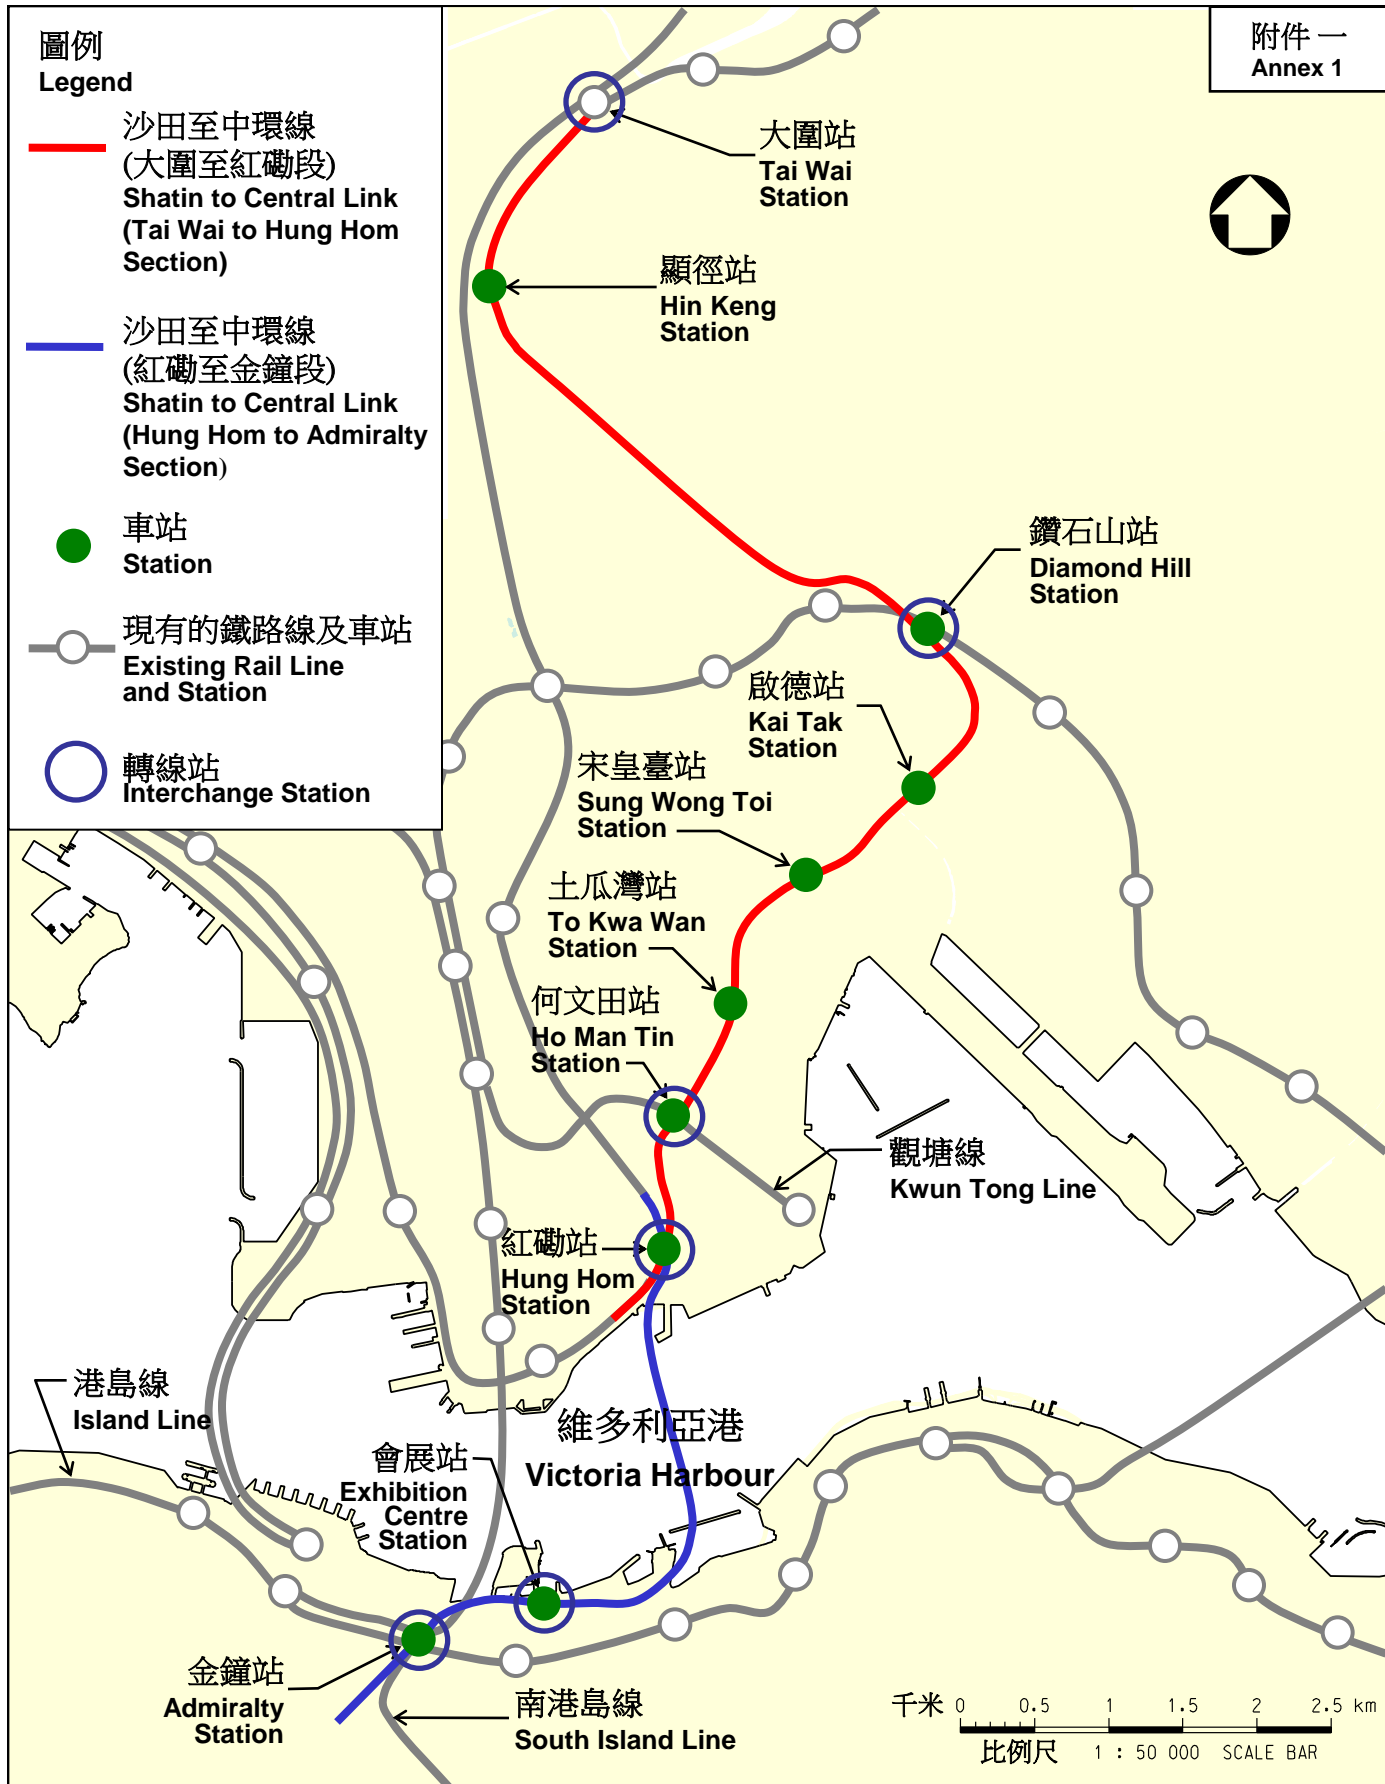 圖例
Legend
沙田至中環線
(大圍至紅磡段)
Shatin to Central Link
(Tai Wai to Hung Hom
Section)
沙田至中環線
(紅磡至金鐘段)
Shatin to Central Link
(Hung Hom to Admiralty
Section)
車站
Station
現有的鐵路線及車站
Existing Rail Line
and Station
轉線站
Interchange Station
附件一
Annex 1
大圍站
Tai Wai
Station
顯徑站
Hin Keng
Station
鑽石山站
Diamond Hill
Station
啟德站
Kai Tak
Station
宋皇臺站
Sung Wong Toi
Station
土瓜灣站
To Kwa Wan
Station
何文田站
Ho Man Tin
Station
觀塘線
Kwun Tong Line
紅磡站
Hung Hom
Station
港島線
Island Line
維多利亞港
Victoria Harbour
會展站
Exhibition
Centre
Station
金鐘站
Admiralty
Station
南港島線
South Island Line
千米 0 0.5 1 1.5 2 2.5 km
比例尺 1 : 50 000 SCALE BAR